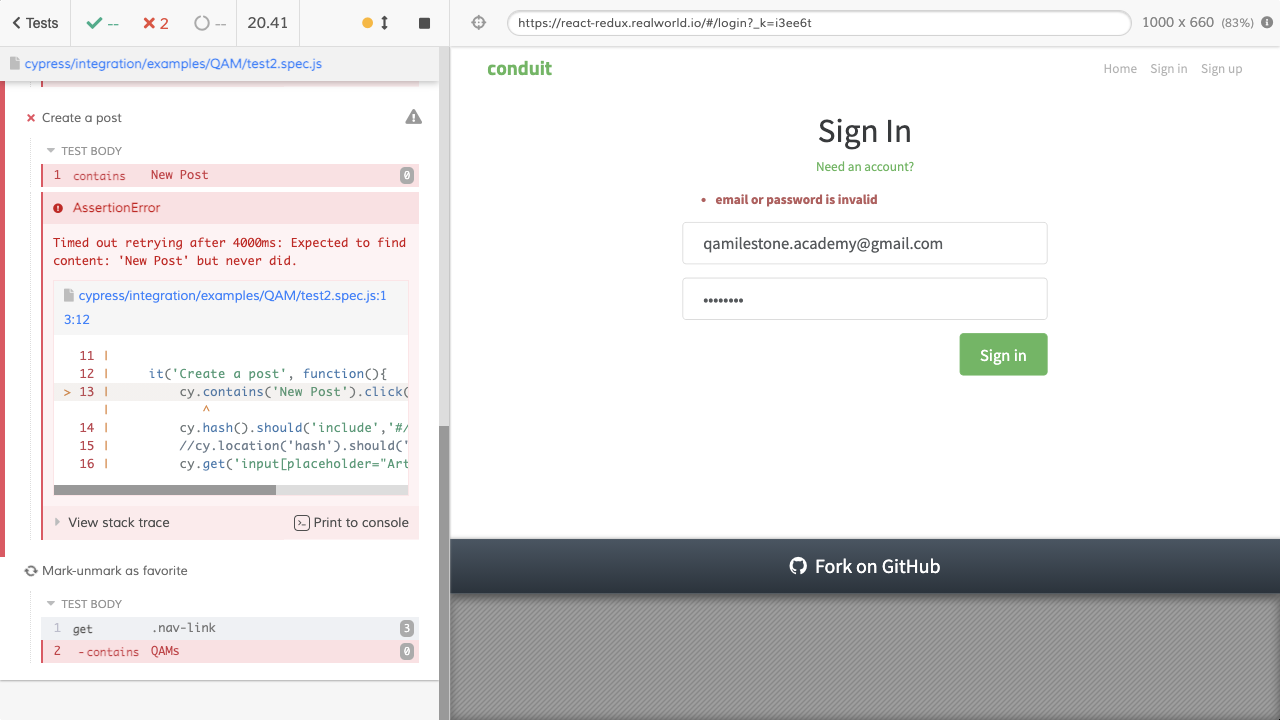 Tests
--
2
--
20.41
cypress/integration/examples/QAM/test2.spec.js
Create a post
TEST BODY
1 contains New Post 0
AssertionError
Timed out retrying after 4000ms: Expected to find
content: 'New Post' but never did.
cypress/integration/examples/QAM/test2.spec.js:1
3:12
11 |
12 | it('Create a post', function(){
> 13 | cy.contains('New Post').click(
| ^
14 | cy.hash().should('include','#/
15 | //cy.location('hash').should('
16 | cy.get('input[placeholder="Art
View stack trace
Print to console
Mark-unmark as favorite
TEST BODY
1 get .nav-link 3
2 -contains QAMs 0
https://react-redux.realworld.io/#/login?_k=i3ee6t
1000 x 660 (83%)
conduit
Home Sign in Sign up
Sign In
Need an account?
• email or password is invalid
qamilestone.academy@gmail.com
••••••••
Sign in
Fork on GitHub